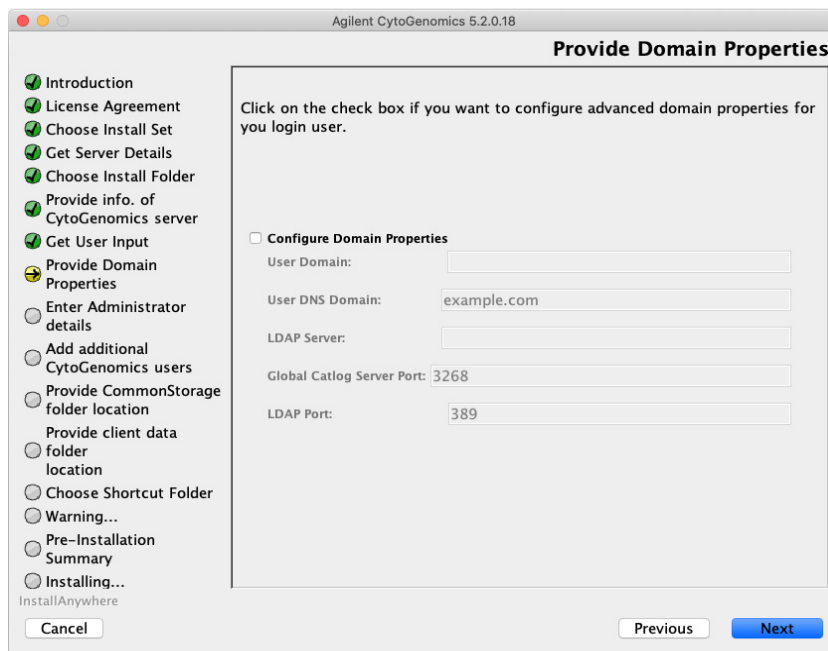 Agilent CytoGenomics 5.2.0.18
Provide Domain Properties
Introduction
License Agreement
Choose Install Set
Get Server Details
Choose Install Folder
Provide info. of
CytoGenomics server
Get User Input
Provide Domain
Properties
Enter Administrator
details
Add additional
CytoGenomics users
Provide CommonStorage
folder location
Provide client data
folder
location
Choose Shortcut Folder
Warning...
Pre-Installation
Summary
Installing...
Click on the check box if you want to configure advanced domain properties for
you login user.
Configure Domain Properties
User Domain:
User DNS Domain: example.com
LDAP Server:
Global Catlog Server Port: 3268
LDAP Port: 389
InstallAnywhere
Cancel Previous Next